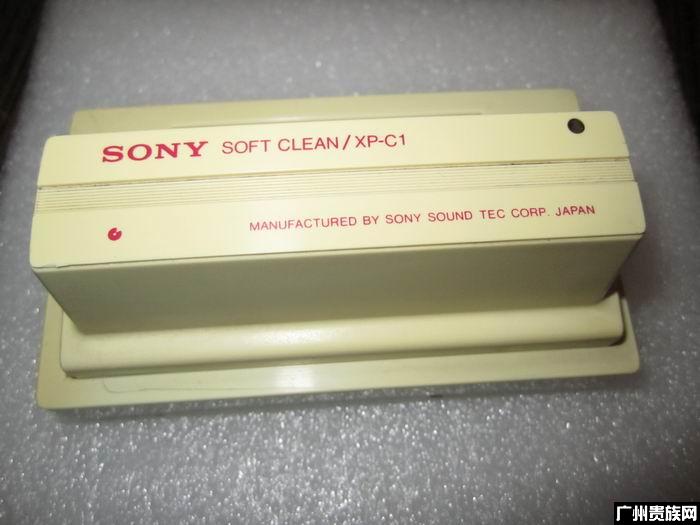 SONY SOFT CLEAN/XP-C1
MANUFACTURED BY SONY SOUND TEC CORP. JAPAN
广州贵族网